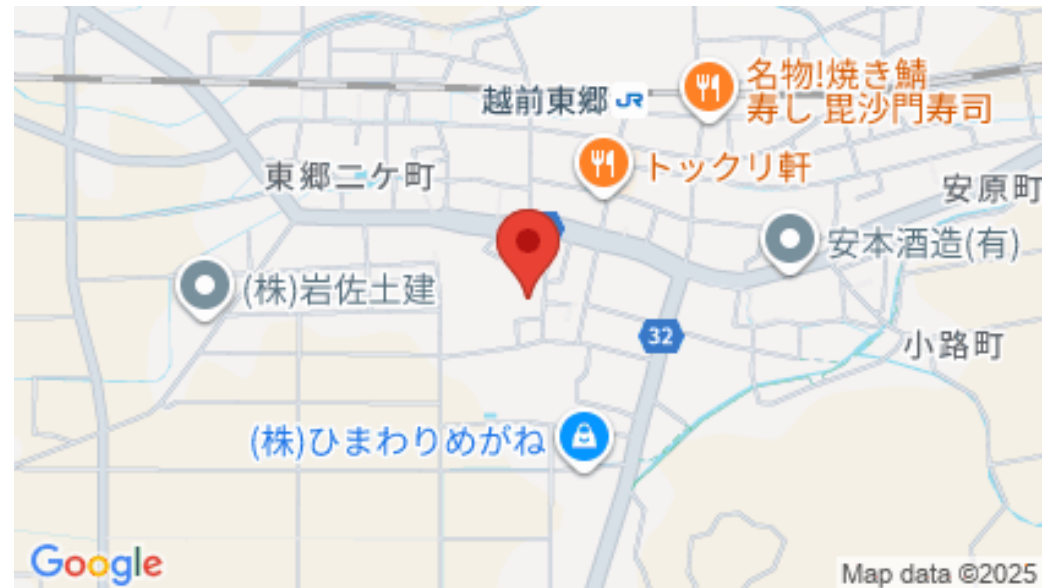 名物!焼き鯖
寿し 毘沙門寿司
越前東郷 JR
トックリ軒
東郷二ケ町
安原町
安本酒造(有)
(株)岩佐土建
32
小路町
(株)ひまわりめがね
Google
Map data ©2025